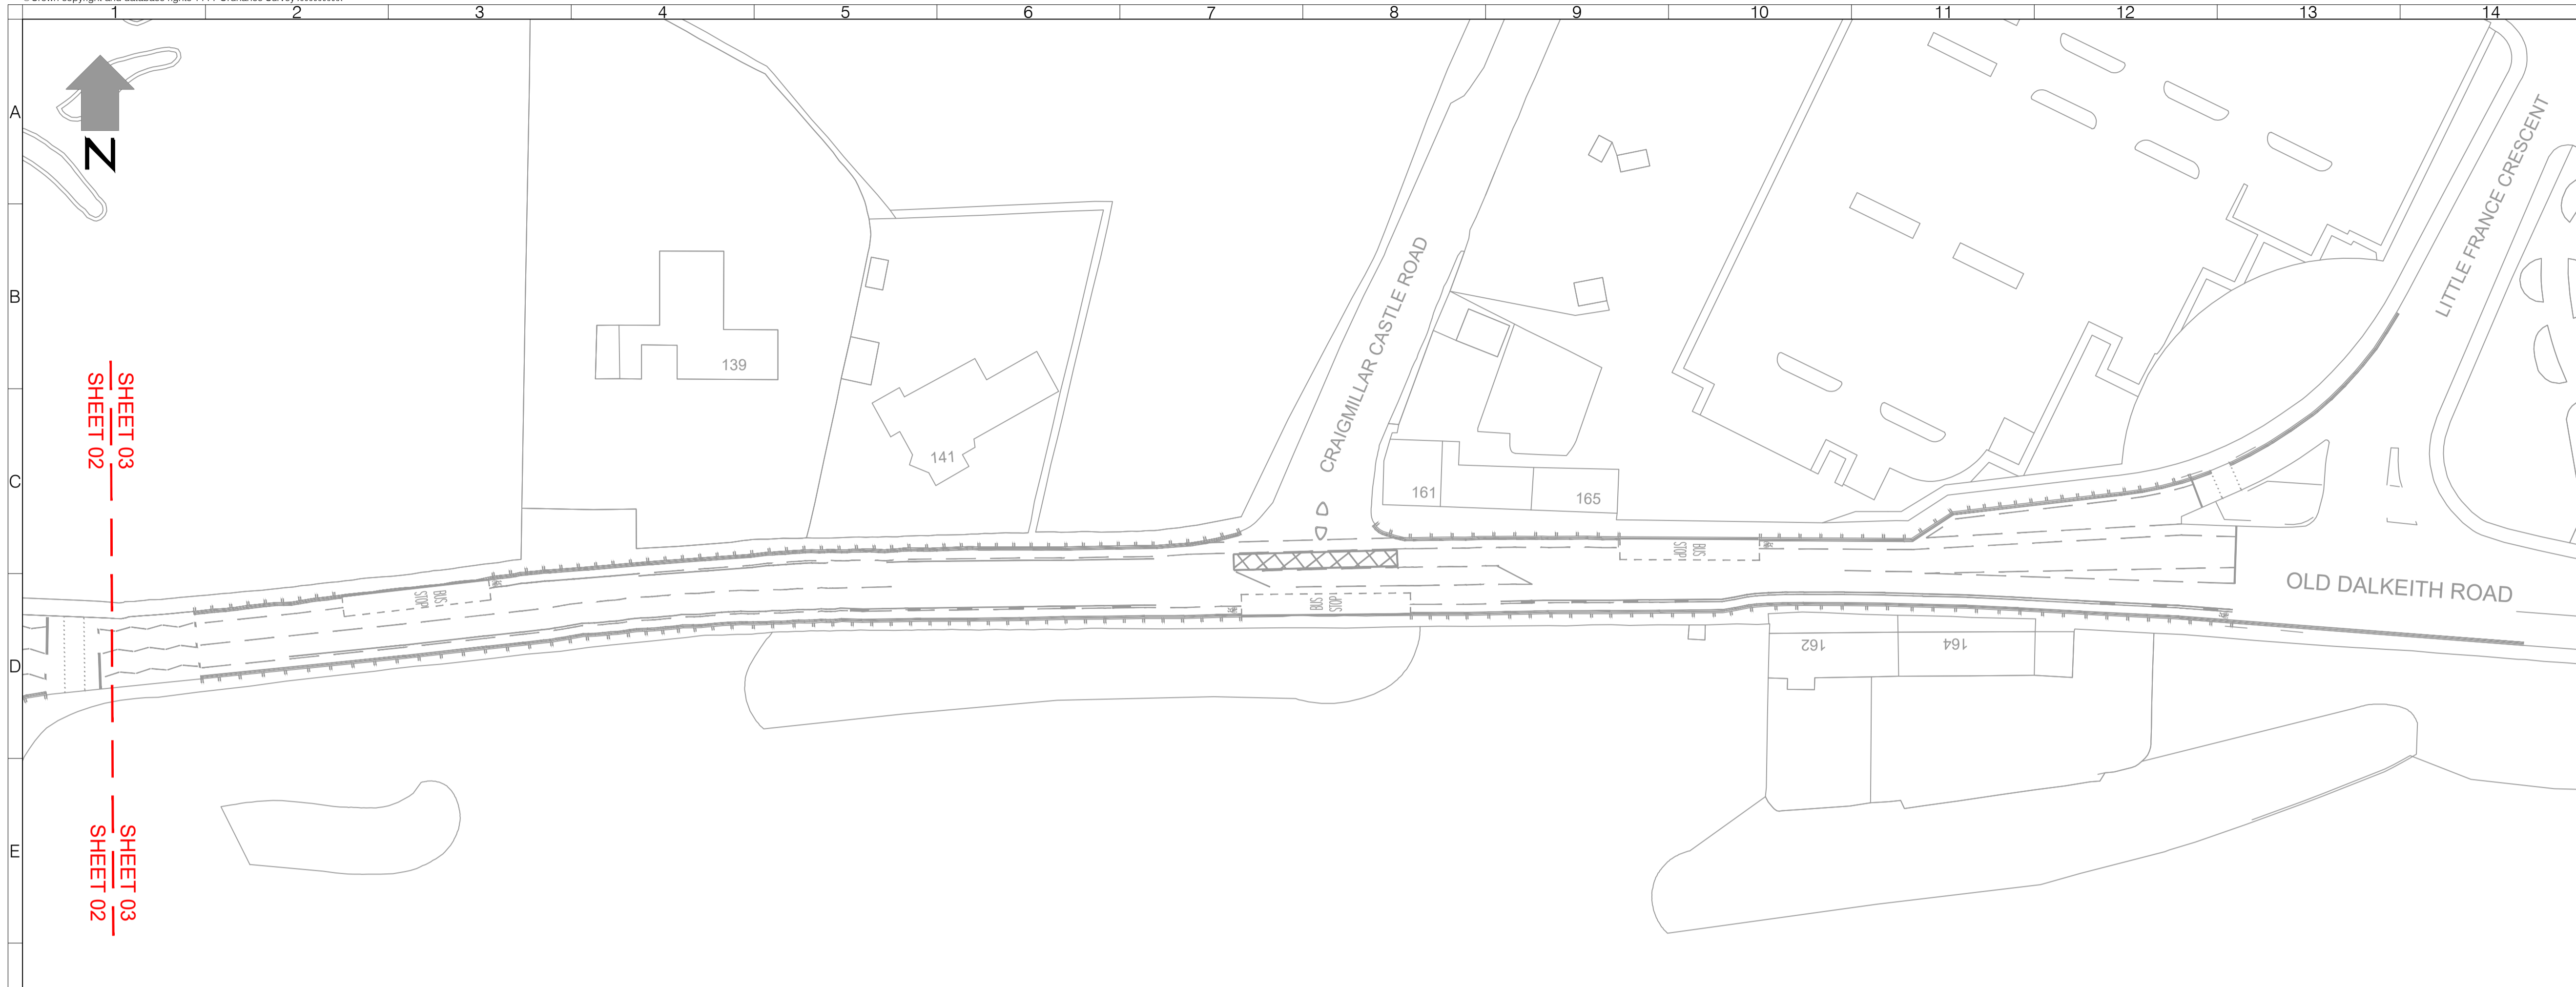 1 2 3 4 5 6 7 8 9 10 11 12 13 14
A
B
C
D
E
N
SHEET 03
SHEET 02
139
141
CRAIGMILLAR CASTLE ROAD
161
165
LITTLE FRANCE CRESCENT
BUS
STOP
BUS
STOP
BUS
STOP
OLD DALKEITH ROAD
162
164
SHEET 03
SHEET 02